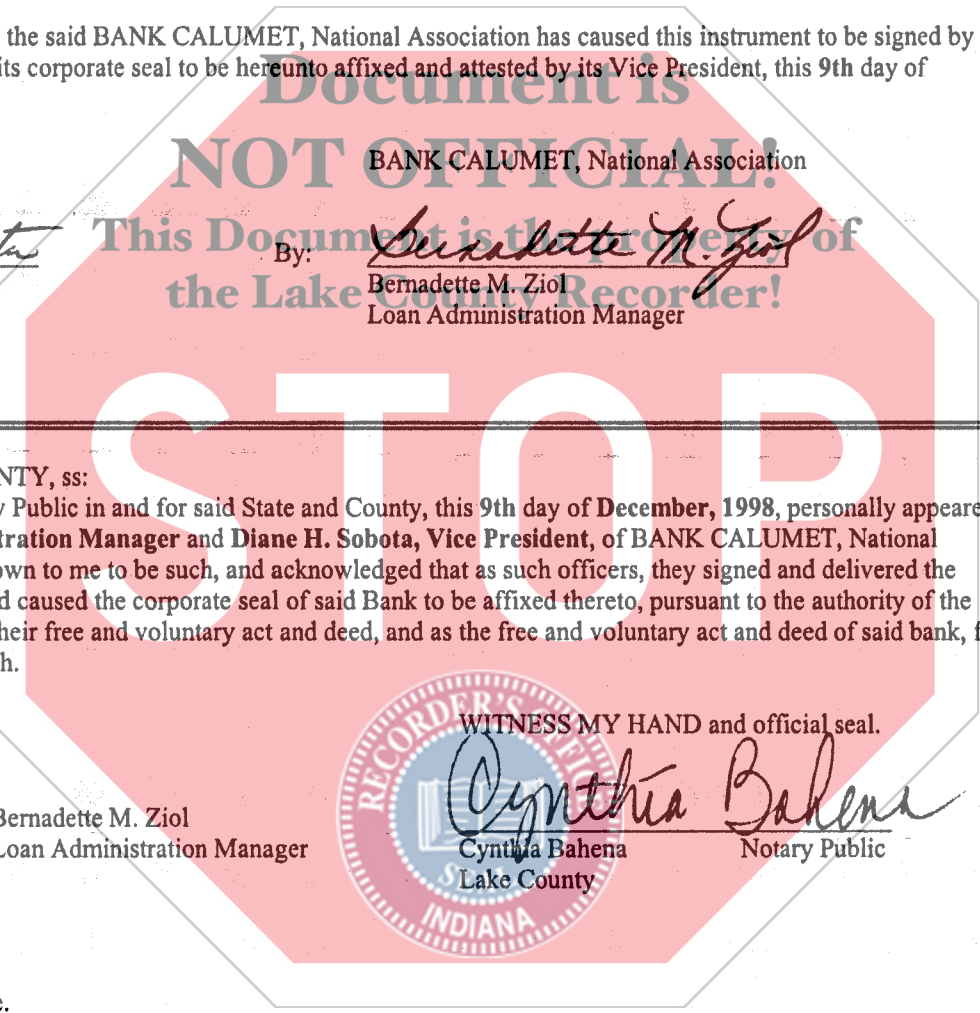 the said BANK CALUMET, National Association has caused this instrument to be signed by
its corporate seal to be hereunto affixed and attested by its Vice President, this 9th day of
Document is
NOT OFFICIAL!
BANK CALUMET, National Association
This Document is the property of
By: Bernadette M. Ziol
the Lake County Recorder!
Bernadette M. Ziol
Loan Administration Manager
STOP
NTY, ss:
Public in and for said State and County, this 9th day of December, 1998, personally appeare
tration Manager and Diane H. Sobota, Vice President, of BANK CALUMET, National
own to me to be such, and acknowledged that as such officers, they signed and delivered the
d caused the corporate seal of said Bank to be affixed thereto, pursuant to the authority of the
heir free and voluntary act and deed, and as the free and voluntary act and deed of said bank, f
h.
WITNESS MY HAND and official seal.
RECORDER'S OFFICE
Cynthia Bahena
SEAL
INDIANA
Bernadette M. Ziol
Loan Administration Manager
Cynthia Bahena Notary Public
Lake County
e.